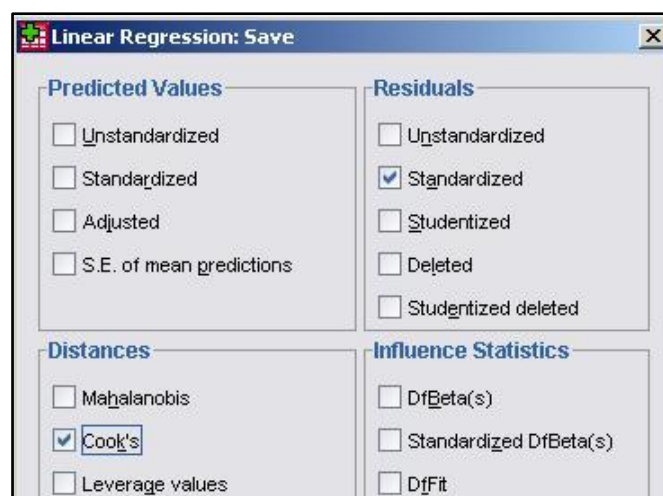 Linear Regression: Save
Predicted Values
Unstandardized
Standardized
Adjusted
S.E. of mean predictions
Residuals
Unstandardized
Standardized
Studentized
Deleted
Studentized deleted
Distances
Mahalanobis
Cook's
Leverage values
Influence Statistics
DfBeta(s)
Standardized DfBeta(s)
DfFit